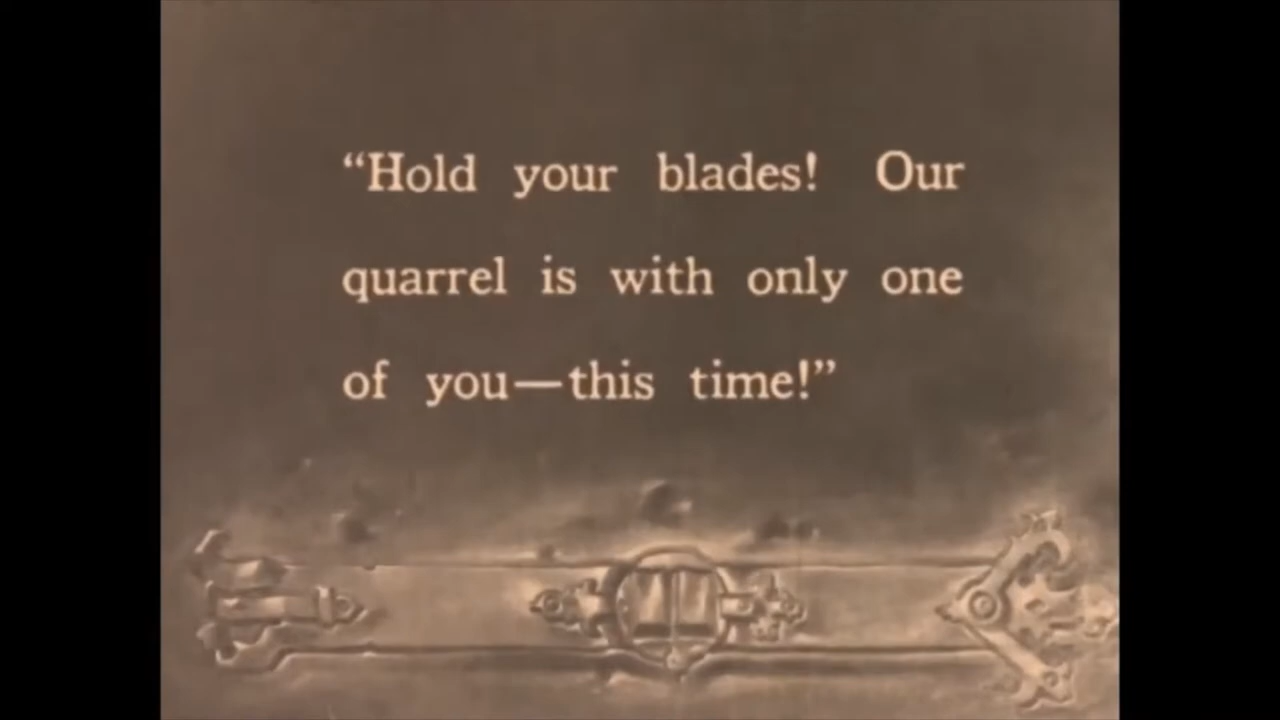 “Hold your blades! Our
quarrel is with only one
of you—this time!”